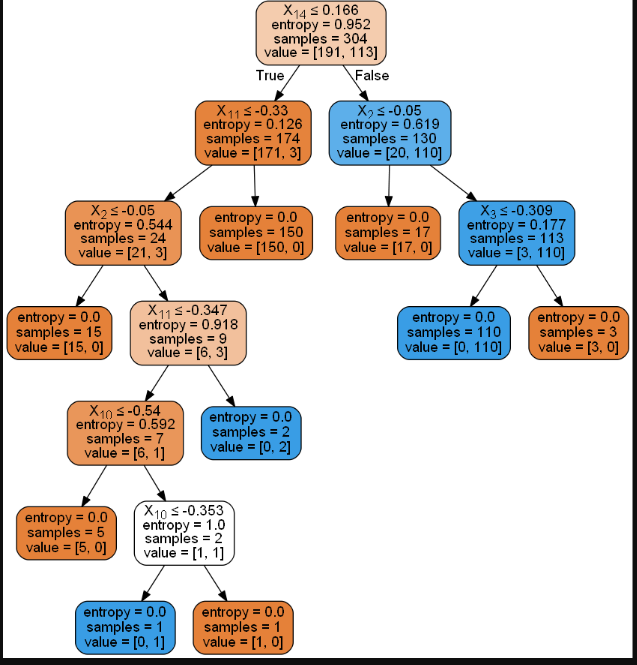 X₁₄ ≤ 0.166
entropy = 0.952
samples = 304
value = [191, 113]
True
False
X₁₁ ≤ -0.33
entropy = 0.126
samples = 174
value = [171, 3]
X₂ ≤ -0.05
entropy = 0.619
samples = 130
value = [20, 110]
X₂ ≤ -0.05
entropy = 0.544
samples = 24
value = [21, 3]
entropy = 0.0
samples = 150
value = [150, 0]
entropy = 0.0
samples = 17
value = [17, 0]
X₃ ≤ -0.309
entropy = 0.177
samples = 113
value = [3, 110]
entropy = 0.0
samples = 15
value = [15, 0]
X₁₁ ≤ -0.347
entropy = 0.918
samples = 9
value = [6, 3]
entropy = 0.0
samples = 110
value = [0, 110]
entropy = 0.0
samples = 3
value = [3, 0]
X₁₀ ≤ -0.54
entropy = 0.592
samples = 7
value = [6, 1]
entropy = 0.0
samples = 2
value = [0, 2]
entropy = 0.0
samples = 5
value = [5, 0]
X₁₀ ≤ -0.353
entropy = 1.0
samples = 2
value = [1, 1]
entropy = 0.0
samples = 1
value = [0, 1]
entropy = 0.0
samples = 1
value = [1, 0]